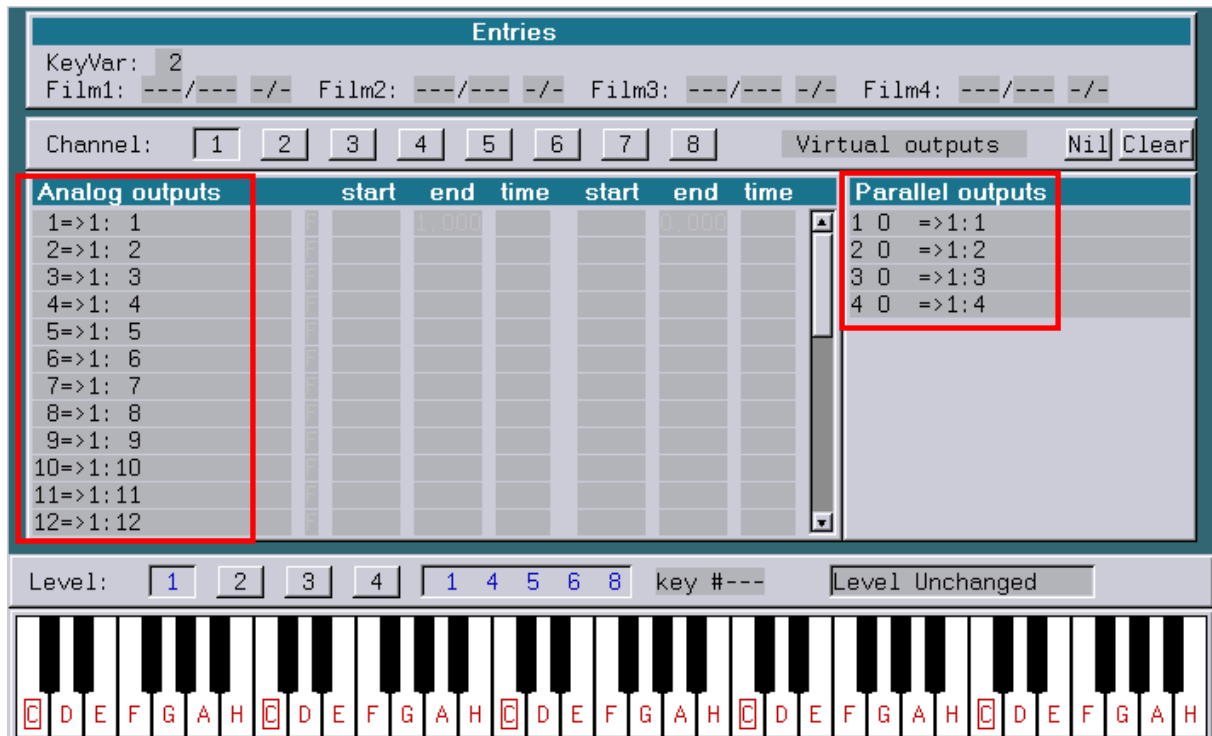 Entries
KeyVar: 2
Film1: ---/--- -/- Film2: ---/--- -/- Film3: ---/--- -/- Film4: ---/--- -/-
Channel: 1 2 3 4 5 6 7 8 Virtual outputs Nil Clear
Analog outputs start end time start end time
1=>1: 1 F 1.000 0.000
2=>1: 2 F
3=>1: 3 F
4=>1: 4 F
5=>1: 5 F
6=>1: 6 F
7=>1: 7 F
8=>1: 8 F
9=>1: 9 F
10=>1:10 F
11=>1:11 F
12=>1:12 F
Parallel outputs
1 0 =>1:1
2 0 =>1:2
3 0 =>1:3
4 0 =>1:4
Level: 1 2 3 4 1 4 5 6 8 key #--- Level Unchanged
C D E F G A H C D E F G A H C D E F G A H C D E F G A H C D E F G A H